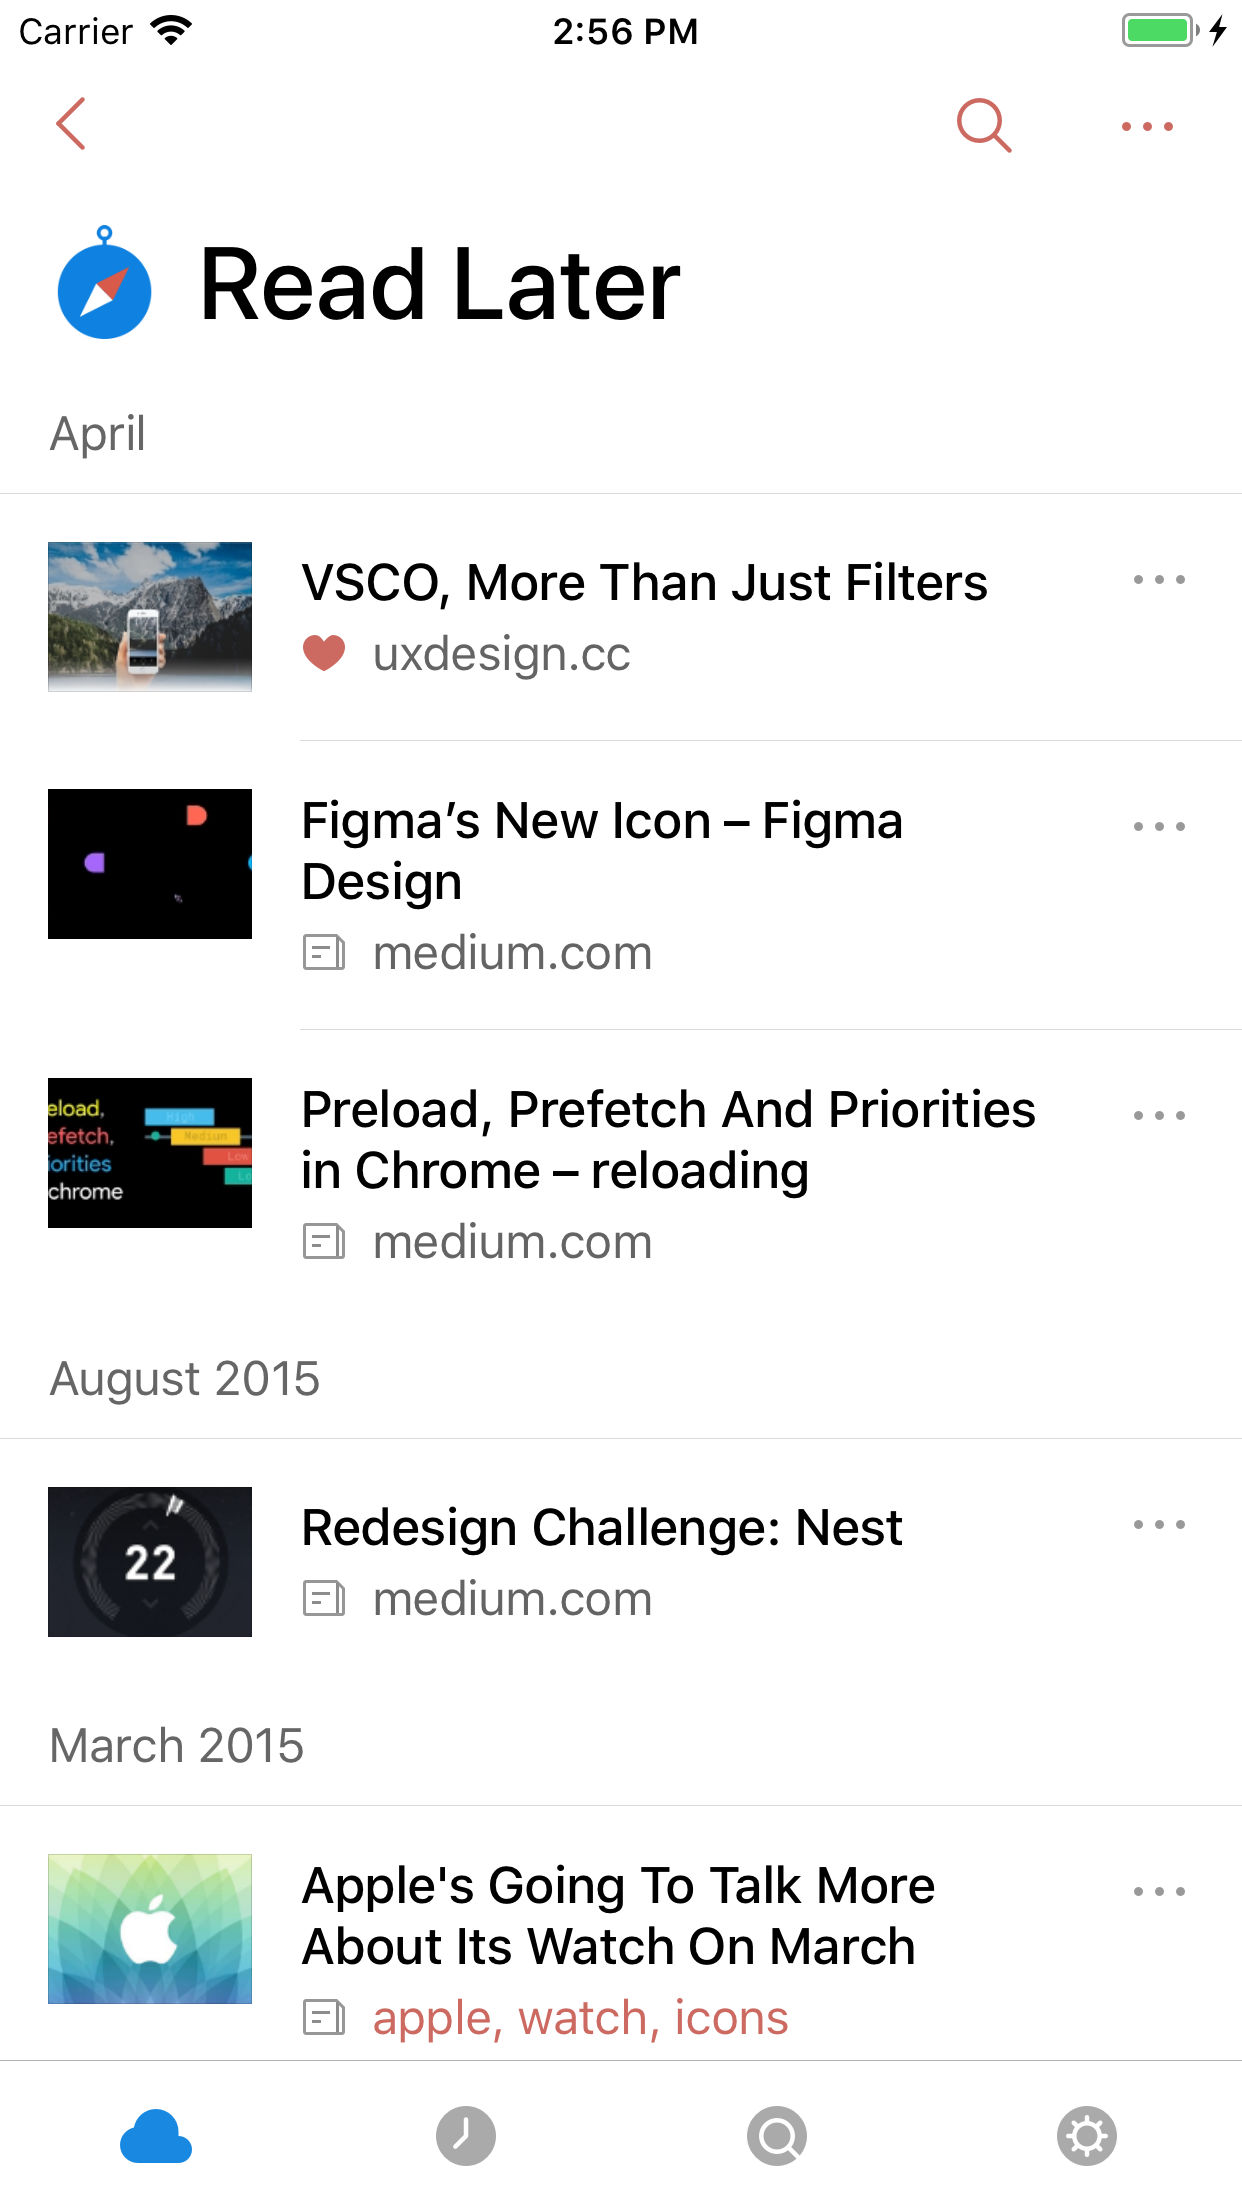 Carrier 2:56 PM
Read Later
April
VSCO, More Than Just Filters
uxdesign.cc
Figma’s New Icon – Figma
Design
medium.com
eload,
efetch,
iorities
chrome
High
Medium
Low
Lo
Preload, Prefetch And Priorities
in Chrome – reloading
medium.com
August 2015
22
Redesign Challenge: Nest
medium.com
March 2015
Apple's Going To Talk More
About Its Watch On March
apple, watch, icons